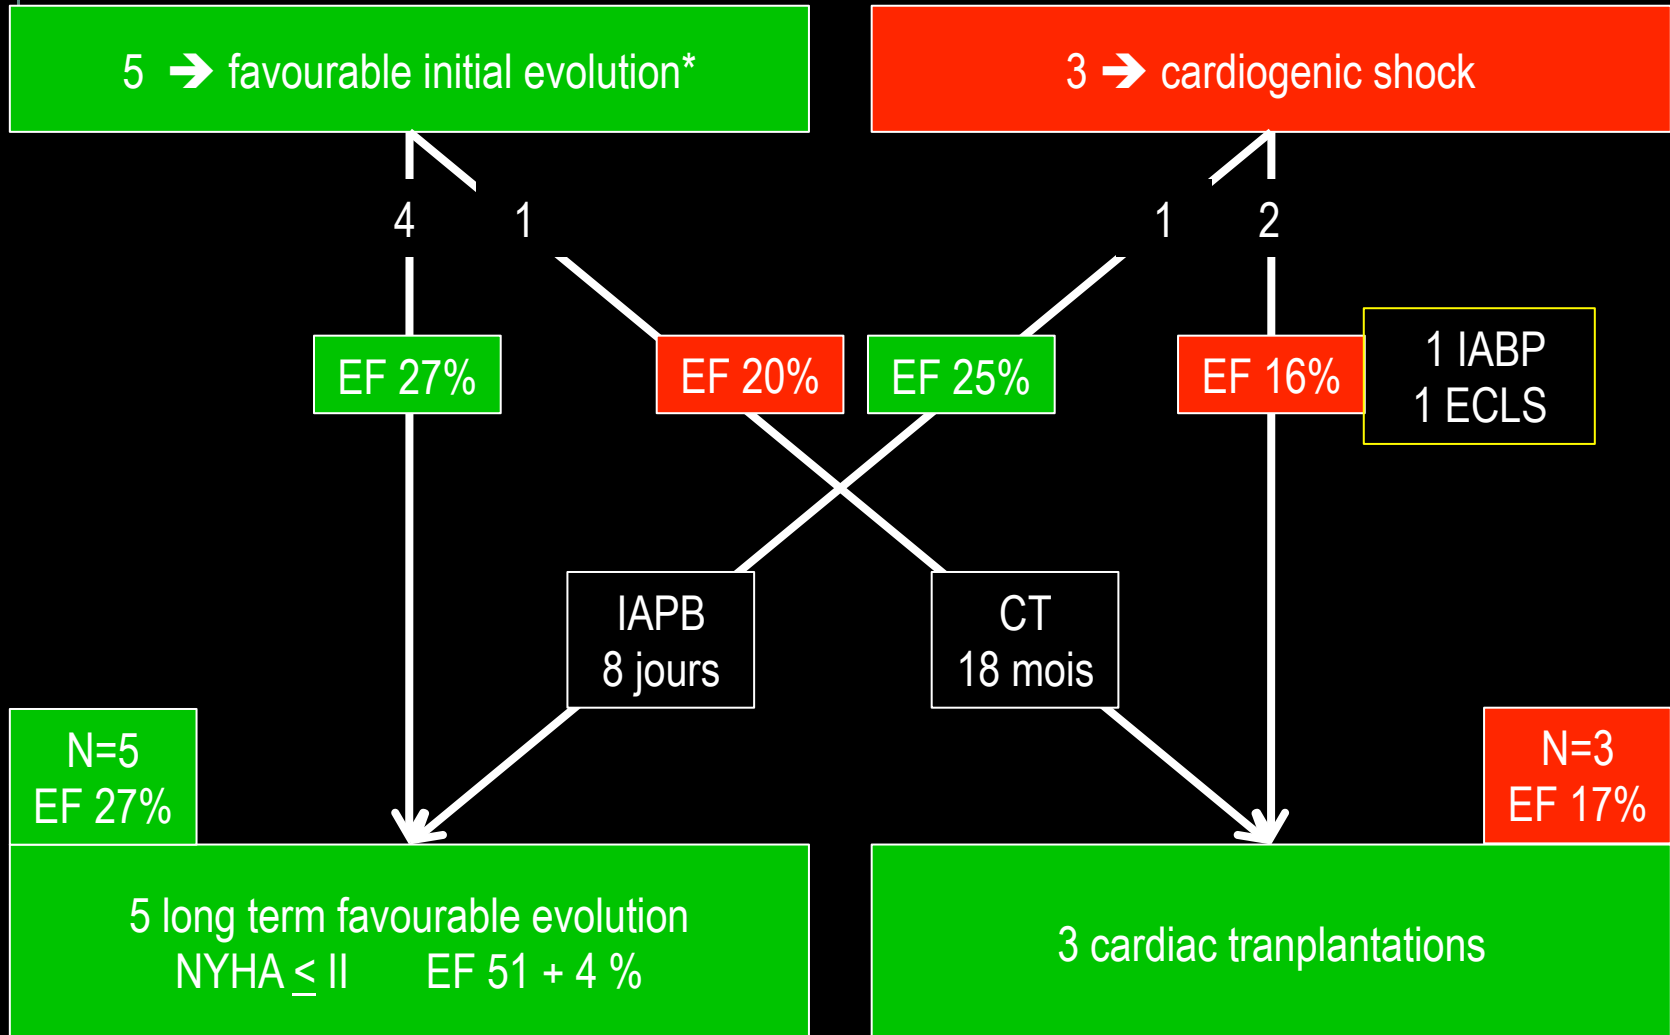 5 ➔ favourable initial evolution*
3 ➔ cardiogenic shock
4
1
1
2
EF 27%
EF 20%
EF 25%
EF 16%
1 IABP
1 ECLS
IAPB
8 jours
CT
18 mois
N=5
EF 27%
N=3
EF 17%
5 long term favourable evolution
NYHA ≤ II EF 51 + 4 %
3 cardiac tranplantations